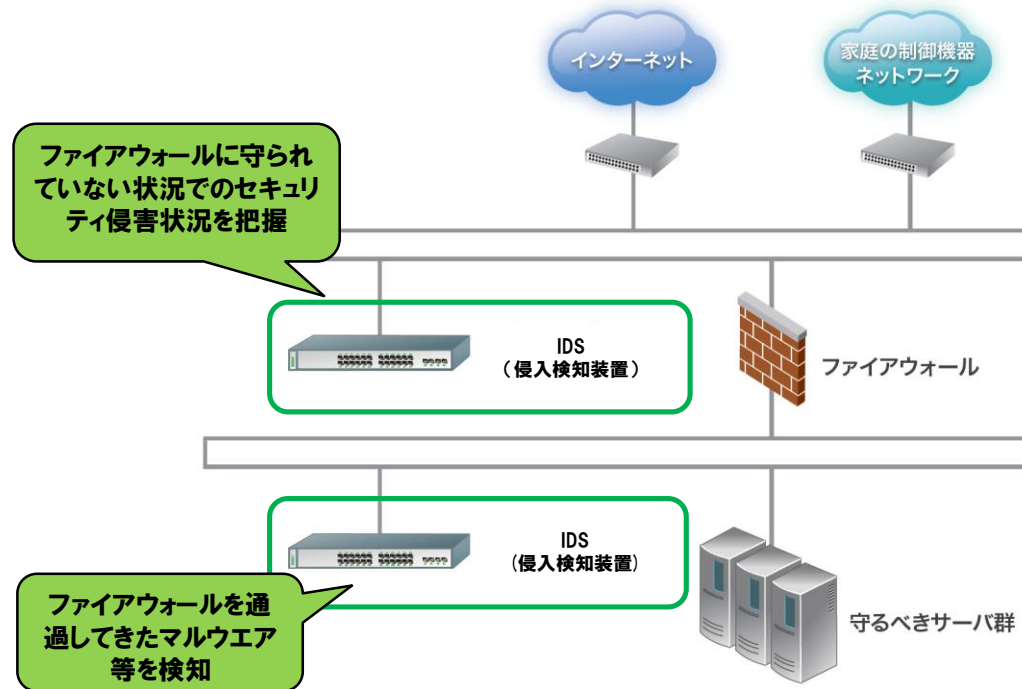 インターネット
家庭の制御機器
ネットワーク
ファイアウォールに守られ
ていない状況でのセキュリ
ティ侵害状況を把握
IDS
(侵入検知装置)
ファイアウォール
IDS
(侵入検知装置)
ファイアウォールを通
過してきたマルウエア
等を検知
守るべきサーバ群